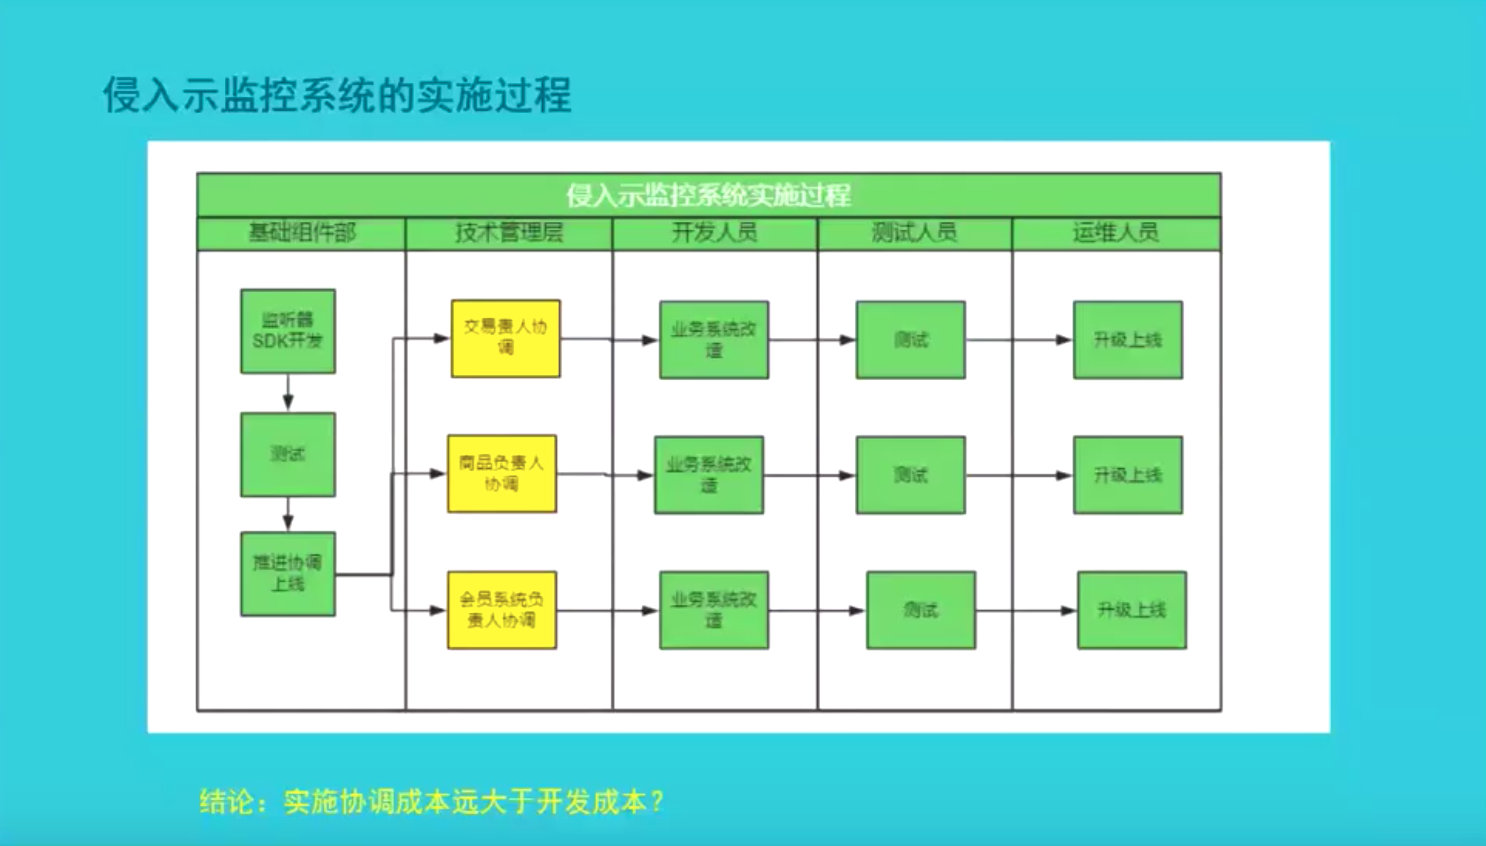 侵入示监控系统的实施过程
侵入示监控系统实施过程
基础组件部
技术管理层
开发人员
测试人员
运维人员
监听器
SDK开发
测试
推进协调
上线
交易责人协
调
业务系统改
造
测试
升级上线
商品负责人
协调
业务系统改
造
测试
升级上线
会员系统负
责人协调
业务系统改
造
测试
升级上线
结论：实施协调成本远大于开发成本？